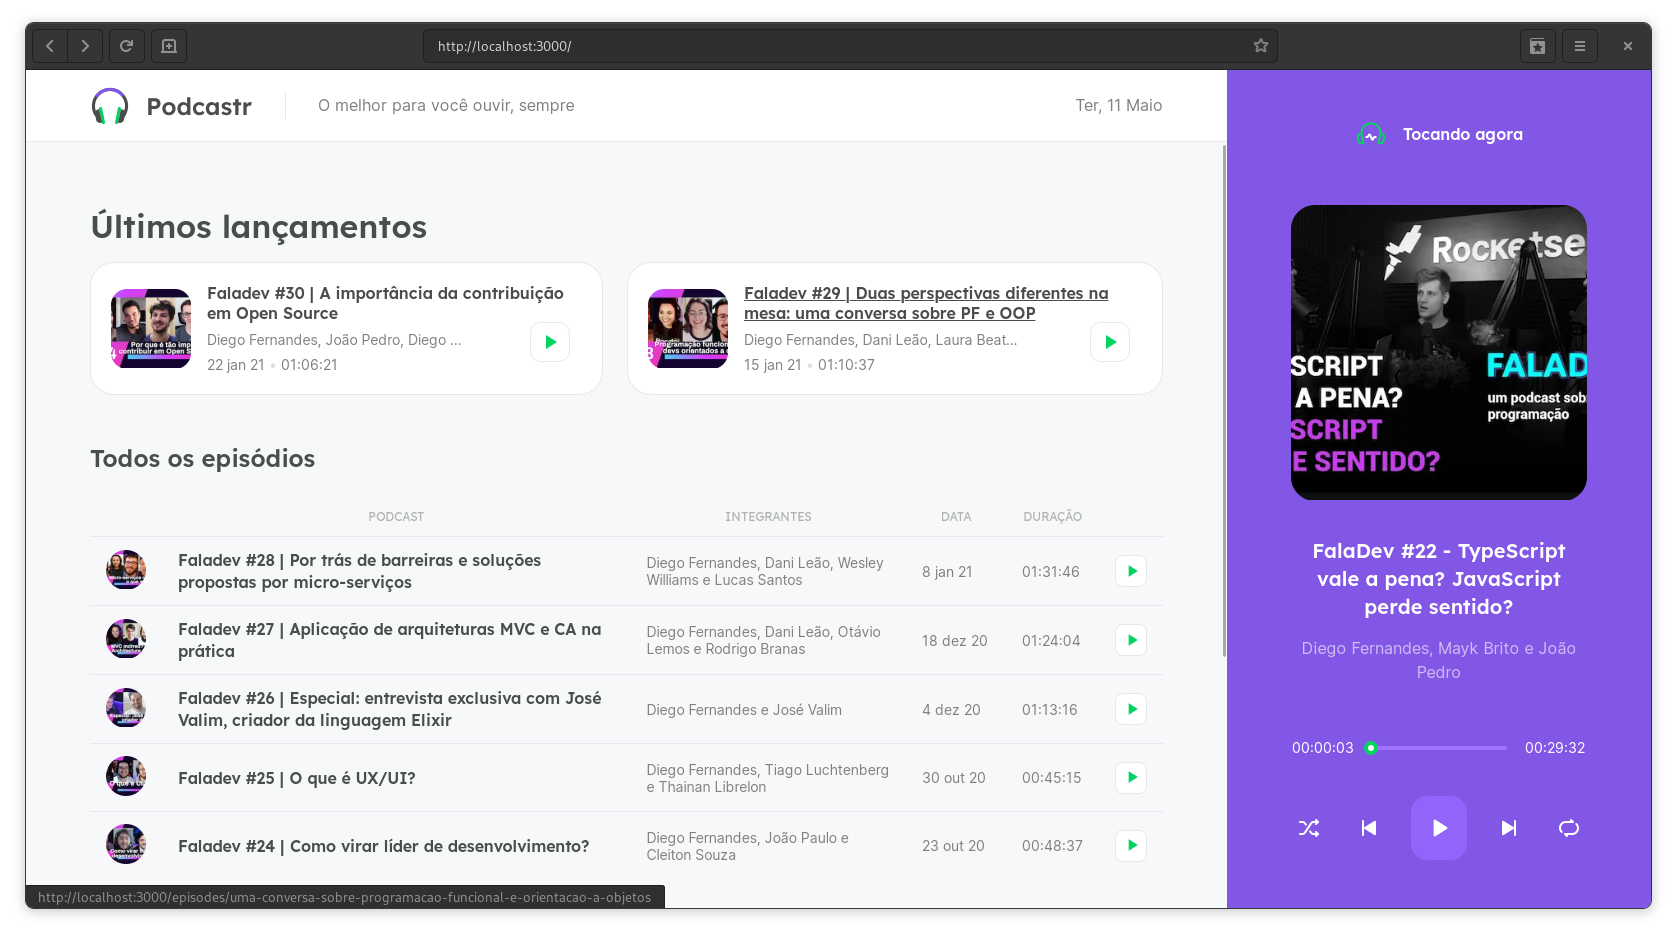 http://localhost:3000/
Podcastr
O melhor para você ouvir, sempre
Ter, 11 Maio
Últimos lançamentos
Faladev #30 | A importância da contribuição
em Open Source
Diego Fernandes, João Pedro, Diego ...
22 jan 21 • 01:06:21
Por que é tão imp
contribuir em Open S
Faladev #29 | Duas perspectivas diferentes na
mesa: uma conversa sobre PF e OOP
Diego Fernandes, Dani Leão, Laura Beat...
15 jan 21 • 01:10:37
Programação funcion
devs orientados a
Todos os episódios
PODCAST INTEGRANTES DATA DURAÇÃO
Faladev #28 | Por trás de barreiras e soluções
propostas por micro-serviços
Diego Fernandes, Dani Leão, Wesley
Williams e Lucas Santos
8 jan 21
01:31:46
Faladev #27 | Aplicação de arquiteturas MVC e CA na
prática
Diego Fernandes, Dani Leão, Otávio
Lemos e Rodrigo Branas
18 dez 20
01:24:04
Faladev #26 | Especial: entrevista exclusiva com José
Valim, criador da linguagem Elixir
Diego Fernandes e José Valim
4 dez 20
01:13:16
Faladev #25 | O que é UX/UI?
Diego Fernandes, Tiago Luchtenberg
e Thainan Librelon
30 out 20
00:45:15
Faladev #24 | Como virar líder de desenvolvimento?
Diego Fernandes, João Paulo e
Cleiton Souza
23 out 20
00:48:37
http://localhost:3000/episodes/uma-conversa-sobre-programacao-funcional-e-orientacao-a-objetos
Tocando agora
Rocketse
SCRIPT
A PENA?
SCRIPT
E SENTIDO?
FALAD
um podcast sob
programação
FalaDev #22 - TypeScript
vale a pena? JavaScript
perde sentido?
Diego Fernandes, Mayk Brito e João
Pedro
00:00:03
00:29:32